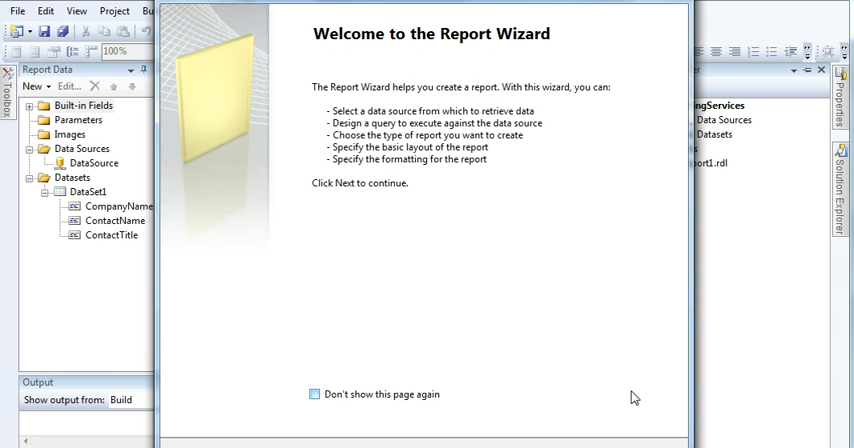 File Edit View Project Bu
100%
Report Data
New Edit...
Built-in Fields
Parameters
Images
Data Sources
DataSource
Datasets
DataSet1
CompanyName
ContactName
ContactTitle
Output
Show output from: Build
Toolbox
Welcome to the Report Wizard
The Report Wizard helps you create a report. With this wizard, you can:
- Select a data source from which to retrieve data
- Design a query to execute against the data source
- Choose the type of report you want to create
- Specify the basic layout of the report
- Specify the formatting for the report
Click Next to continue.
Don't show this page again
er
ngServices
Data Sources
Datasets
s
ort1.rdl
Properties
Solution Explorer